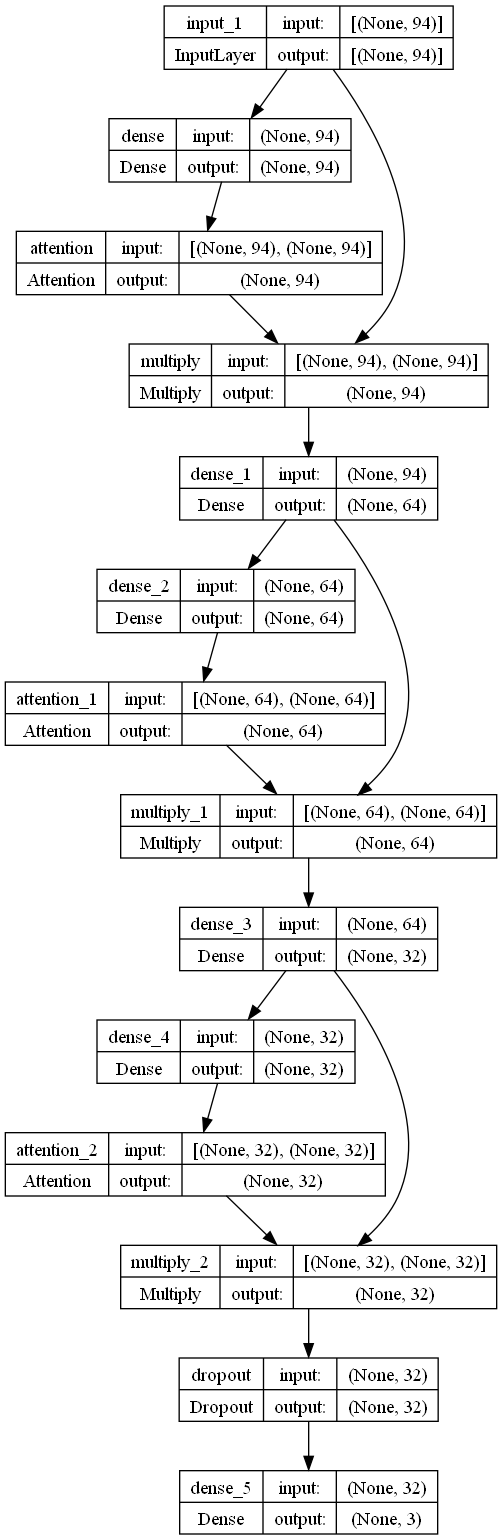 input_1 input: [(None, 94)]
InputLayer output: [(None, 94)]
dense input: (None, 94)
Dense output: (None, 94)
attention input: [(None, 94), (None, 94)]
Attention output: (None, 94)
multiply input: [(None, 94), (None, 94)]
Multiply output: (None, 94)
dense_1 input: (None, 94)
Dense output: (None, 64)
dense_2 input: (None, 64)
Dense output: (None, 64)
attention_1 input: [(None, 64), (None, 64)]
Attention output: (None, 64)
multiply_1 input: [(None, 64), (None, 64)]
Multiply output: (None, 64)
dense_3 input: (None, 64)
Dense output: (None, 32)
dense_4 input: (None, 32)
Dense output: (None, 32)
attention_2 input: [(None, 32), (None, 32)]
Attention output: (None, 32)
multiply_2 input: [(None, 32), (None, 32)]
Multiply output: (None, 32)
dropout input: (None, 32)
Dropout output: (None, 32)
dense_5 input: (None, 32)
Dense output: (None, 3)